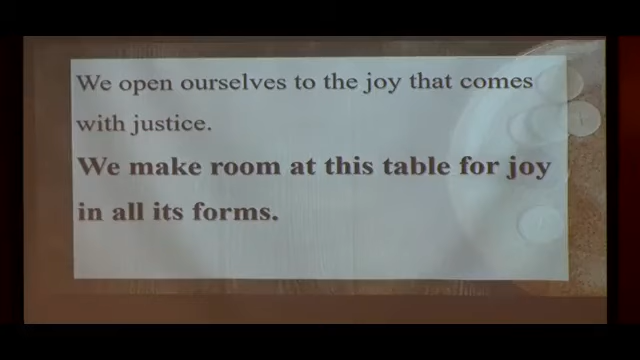 We open ourselves to the joy that comes
with justice.
We make room at this table for joy
in all its forms.